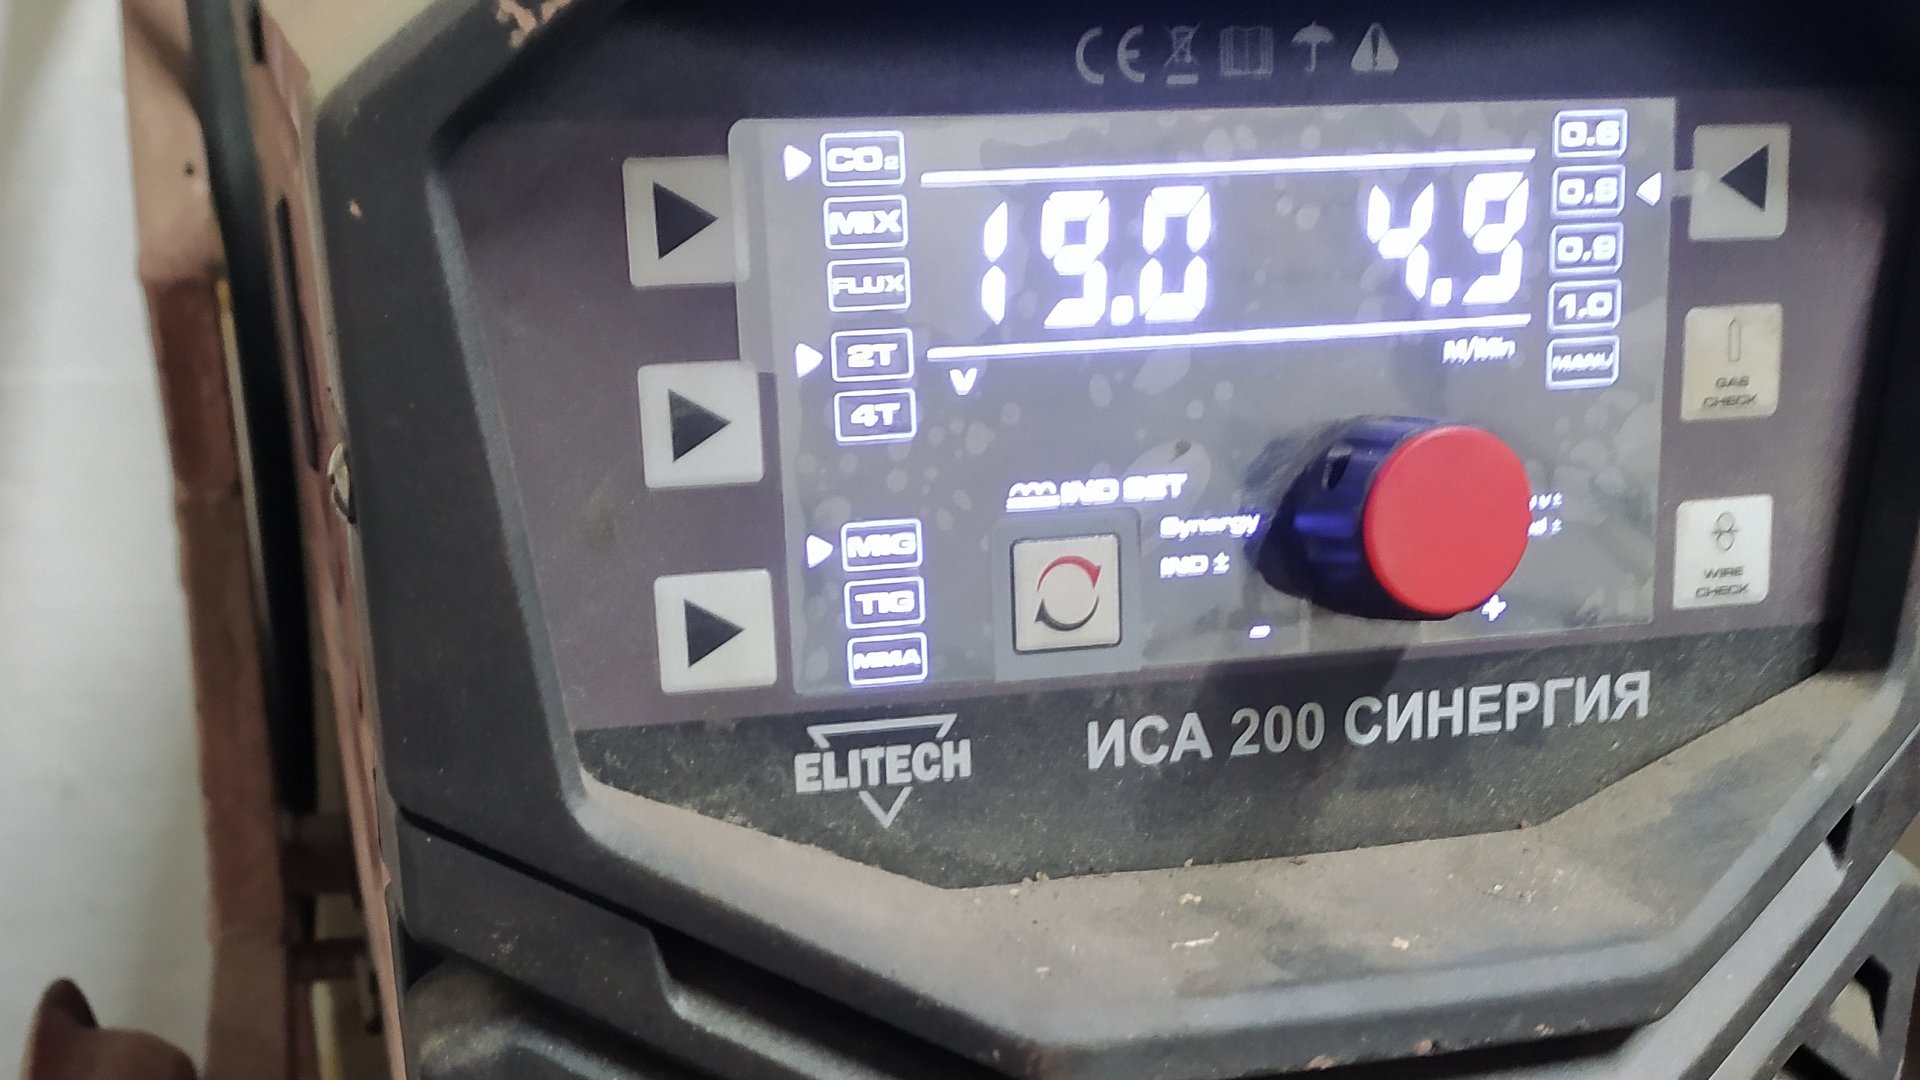 CE
CO₂
MIX
FLUX
2T
4T
MIG
TIG
MMA
19.0 4.9
V M/Min
0.6
0.8
0.9
1.0
MANU
GAS
CHECK
WIRE
CHECK
IND SET
Synergy
IND ±
V±
±
- +
ELITECH
ИСА 200 СИНЕРГИЯ